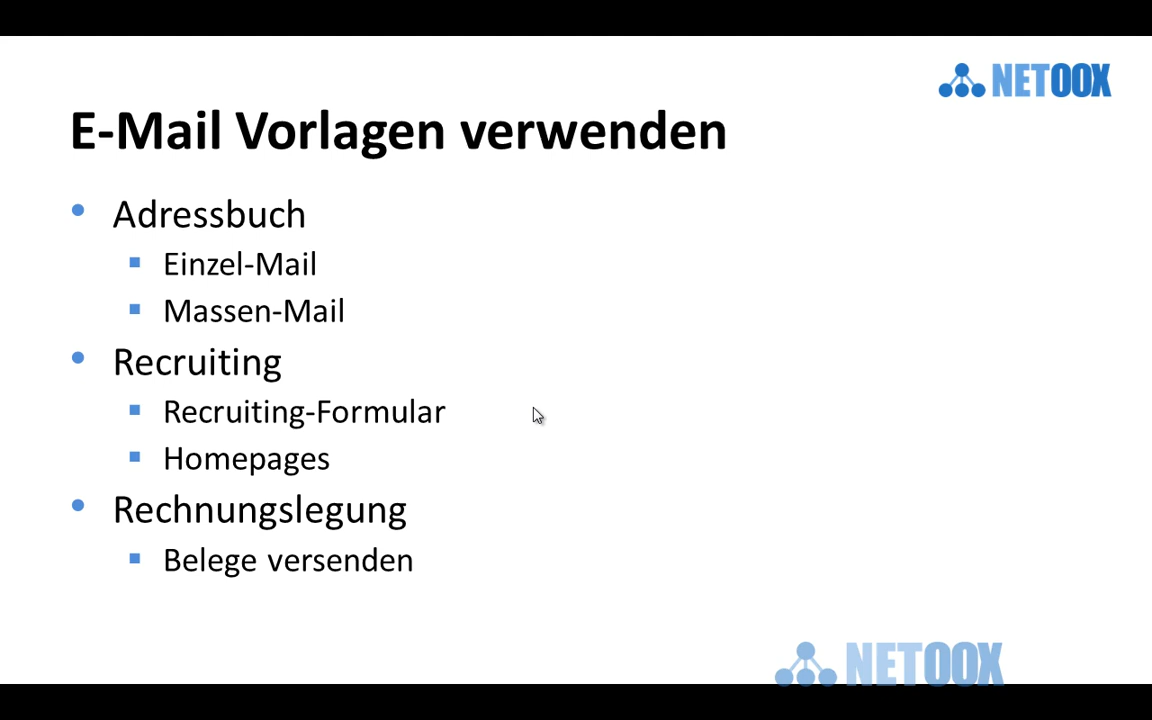 NETOOX
E-Mail Vorlagen verwenden
Adressbuch
Einzel-Mail
Massen-Mail
Recruiting
Recruiting-Formular
Homepages
Rechnungslegung
Belege versenden
NETOOX